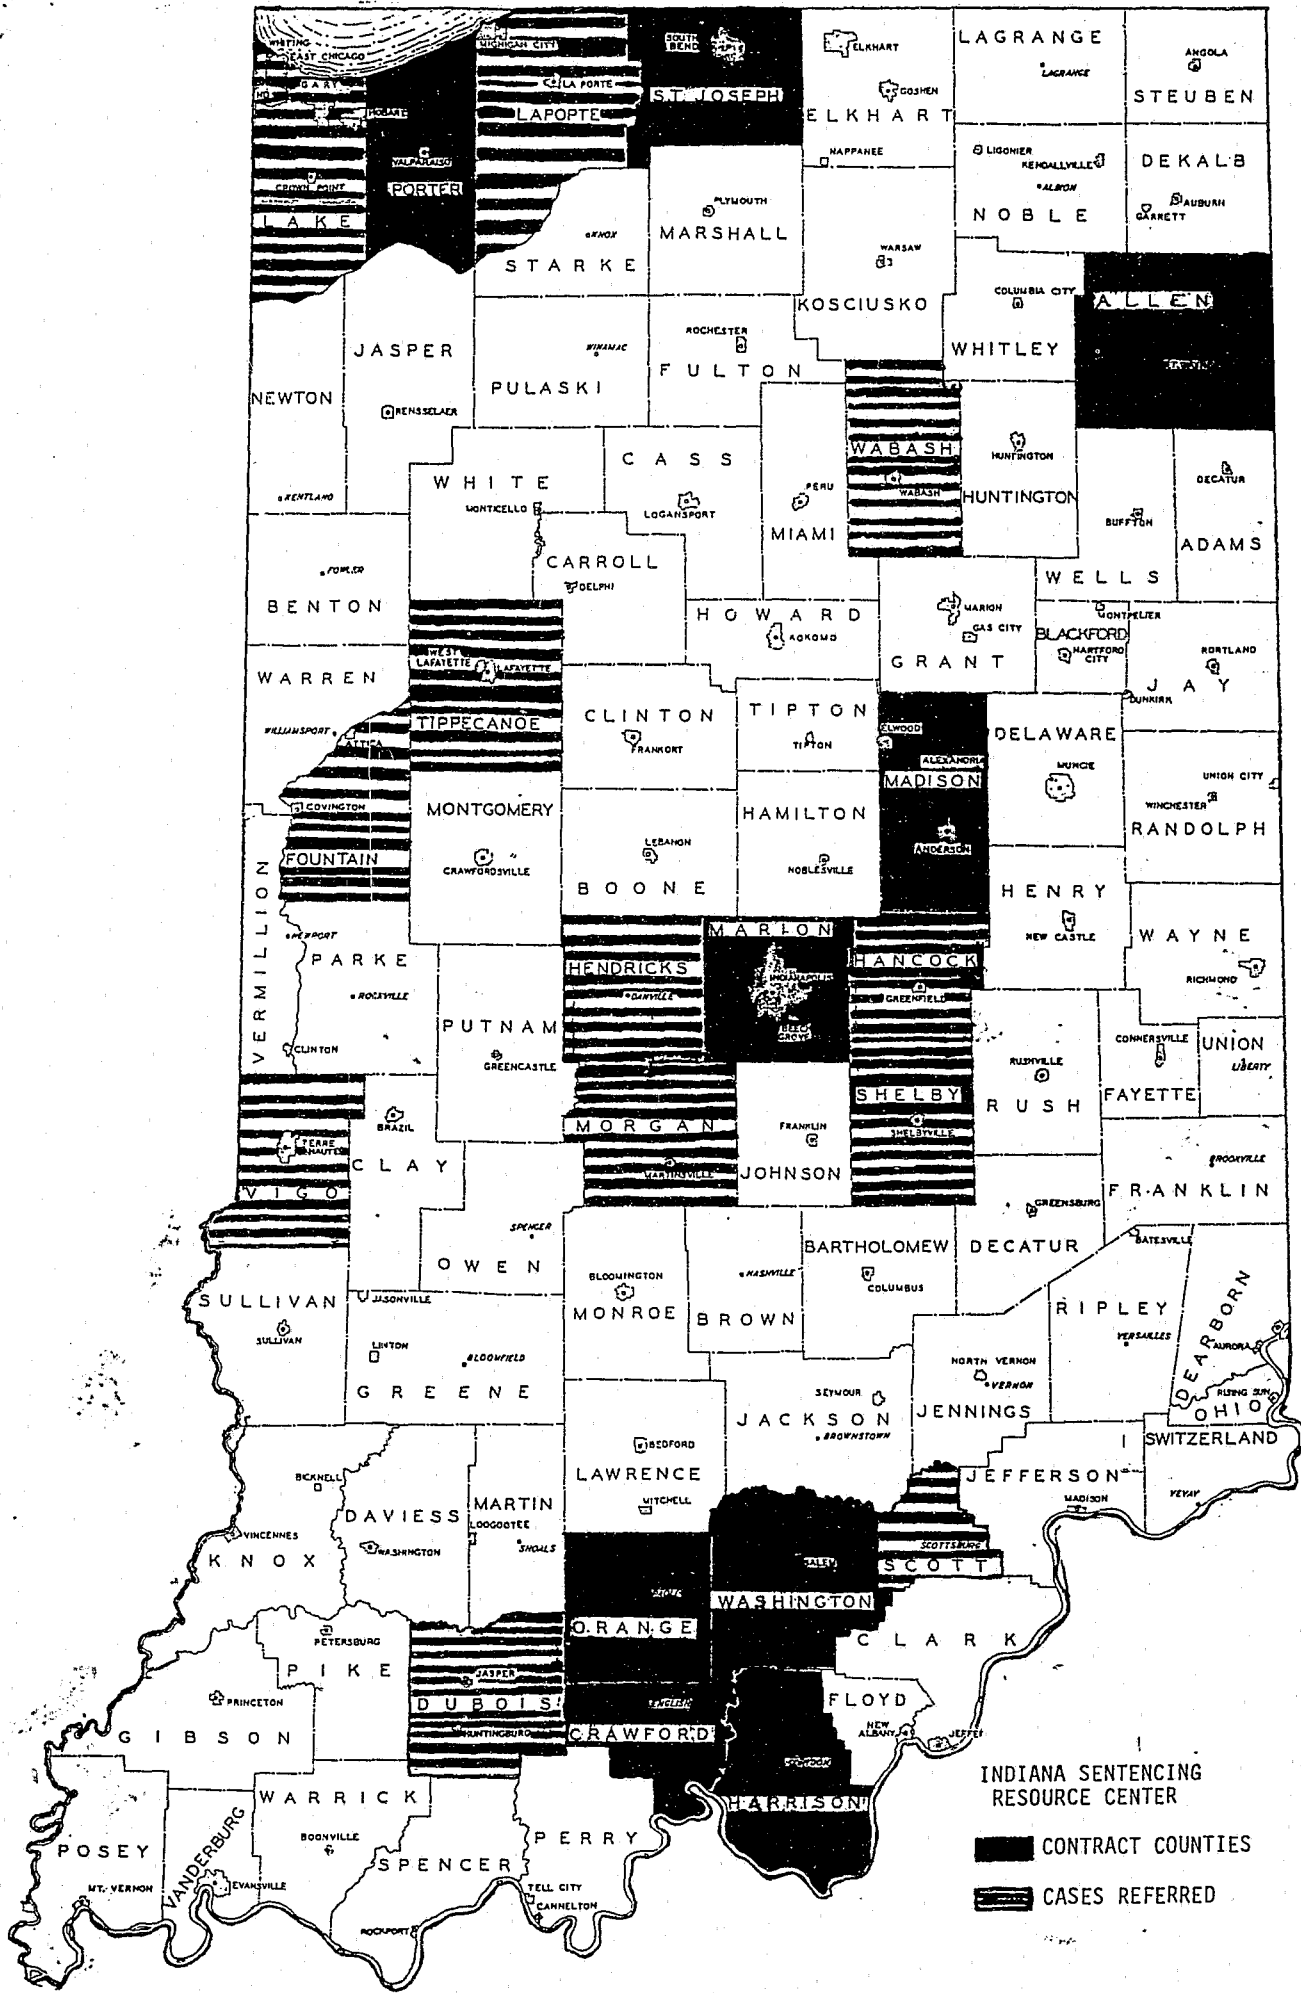 WHITING
EAST CHICAGO
GARY
HOBART
CROWN POINT
LAKE
VALPARAISO
PORTER
MICHIGAN CITY
LA PORTE
LAPOPTE
SOUTH
BEND
ST. JOSEPH
ELKHART
GOSHEN
ELKHART
NAPPANEE
LAGRANGE
LAGRANGE
ANGOLA
STEUBEN
LIGONIER
KENDALLVILLE
ALBION
NOBLE
DEKALB
AUBURN
GARRETT
KNOX
STARKE
PLYMOUTH
MARSHALL
WARSAW
KOSCIUSKO
COLUMBIA CITY
WHITLEY
ALLEN
NEWTON
KENTLAND
JASPER
RENSSELAER
WINAMAC
PULASKI
ROCHESTER
FULTON
WABASH
WABASH
HUNTINGTON
HUNTINGTON
DECATUR
ADAMS
BUFFTON
WELLS
WHITE
MONTICELLO
CASS
LOGANSPORT
PERU
MIAMI
CARROLL
DELPHI
FOWLER
BENTON
HOWARD
KOKOMO
MARION
GAS CITY
GRANT
MONTPELIER
BLACKFORD
HARTFORD
CITY
PORTLAND
JAY
DUNKIRK
WARREN
WILLIAMSPORT
WEST
LAFAYETTE
LAFAYETTE
TIPPECANOE
CLINTON
FRANKORT
TIPTON
TIPTON
ELWOOD
ALEXANDRIA
MADISON
ANDERSON
DELAWARE
MUNCIE
UNION CITY
WINCHESTER
RANDOLPH
ATTICA
COVINGTON
FOUNTAIN
MONTGOMERY
CRAWFORDSVILLE
LEBANON
BOONE
HAMILTON
NOBLESVILLE
HENRY
NEW CASTLE
WAYNE
RICHMOND
VERMILLION
NEWPORT
CLINTON
PARKE
ROCKVILLE
PUTNAM
GREENCASTLE
HENDRICKS
DANVILLE
MARION
INDIANAPOLIS
BEECH
GROVE
HANCOCK
GREENFIELD
RUSHVILLE
RUSH
CONNERSVILLE
FAYETTE
UNION
LIBERTY
TERRE
HAUTE
VIGO
BRAZIL
CLAY
MORGAN
MARTINSVILLE
FRANKLIN
JOHNSON
SHELBY
SHELBYVILLE
GREENSBURG
DECATUR
BROOKVILLE
FRANKLIN
SPENCER
OWEN
BLOOMINGTON
MONROE
NASHVILLE
BROWN
BARTHOLOMEW
COLUMBUS
BATESVILLE
RIPLEY
VERSAILLES
DEARBORN
AURORA
RISING SUN
OHIO
SULLIVAN
SULLIVAN
JASONVILLE
LINTON
BLOOMFIELD
GREENE
SEYMOUR
JACKSON
BROWNSTOWN
NORTH VERNON
VERNON
JENNINGS
SWITZERLAND
VEVAY
JEFFERSON
MADISON
BEDFORD
LAWRENCE
MITCHELL
BICKNELL
VINCENNES
KNOX
DAVIESS
WASHINGTON
MARTIN
LOOGOOTEE
SHOALS
PAOLI
ORANGE
SALEM
WASHINGTON
SCOTTSBURG
SCOTT
CLARK
PETERSBURG
PIKE
PRINCETON
GIBSON
JASPER
DUBOIS
HUNTINGBURG
ENGLISH
CRAWFORD
FLOYD
NEW
ALBANY
JEFFER
HARRISON
POSEY
MT. VERNON
VANDERBURG
EVANSVILLE
WARRICK
BOONVILLE
SPENCER
ROCKPORT
PERRY
TELL CITY
CANNELTON
INDIANA SENTENCING
RESOURCE CENTER
CONTRACT COUNTIES
CASES REFERRED